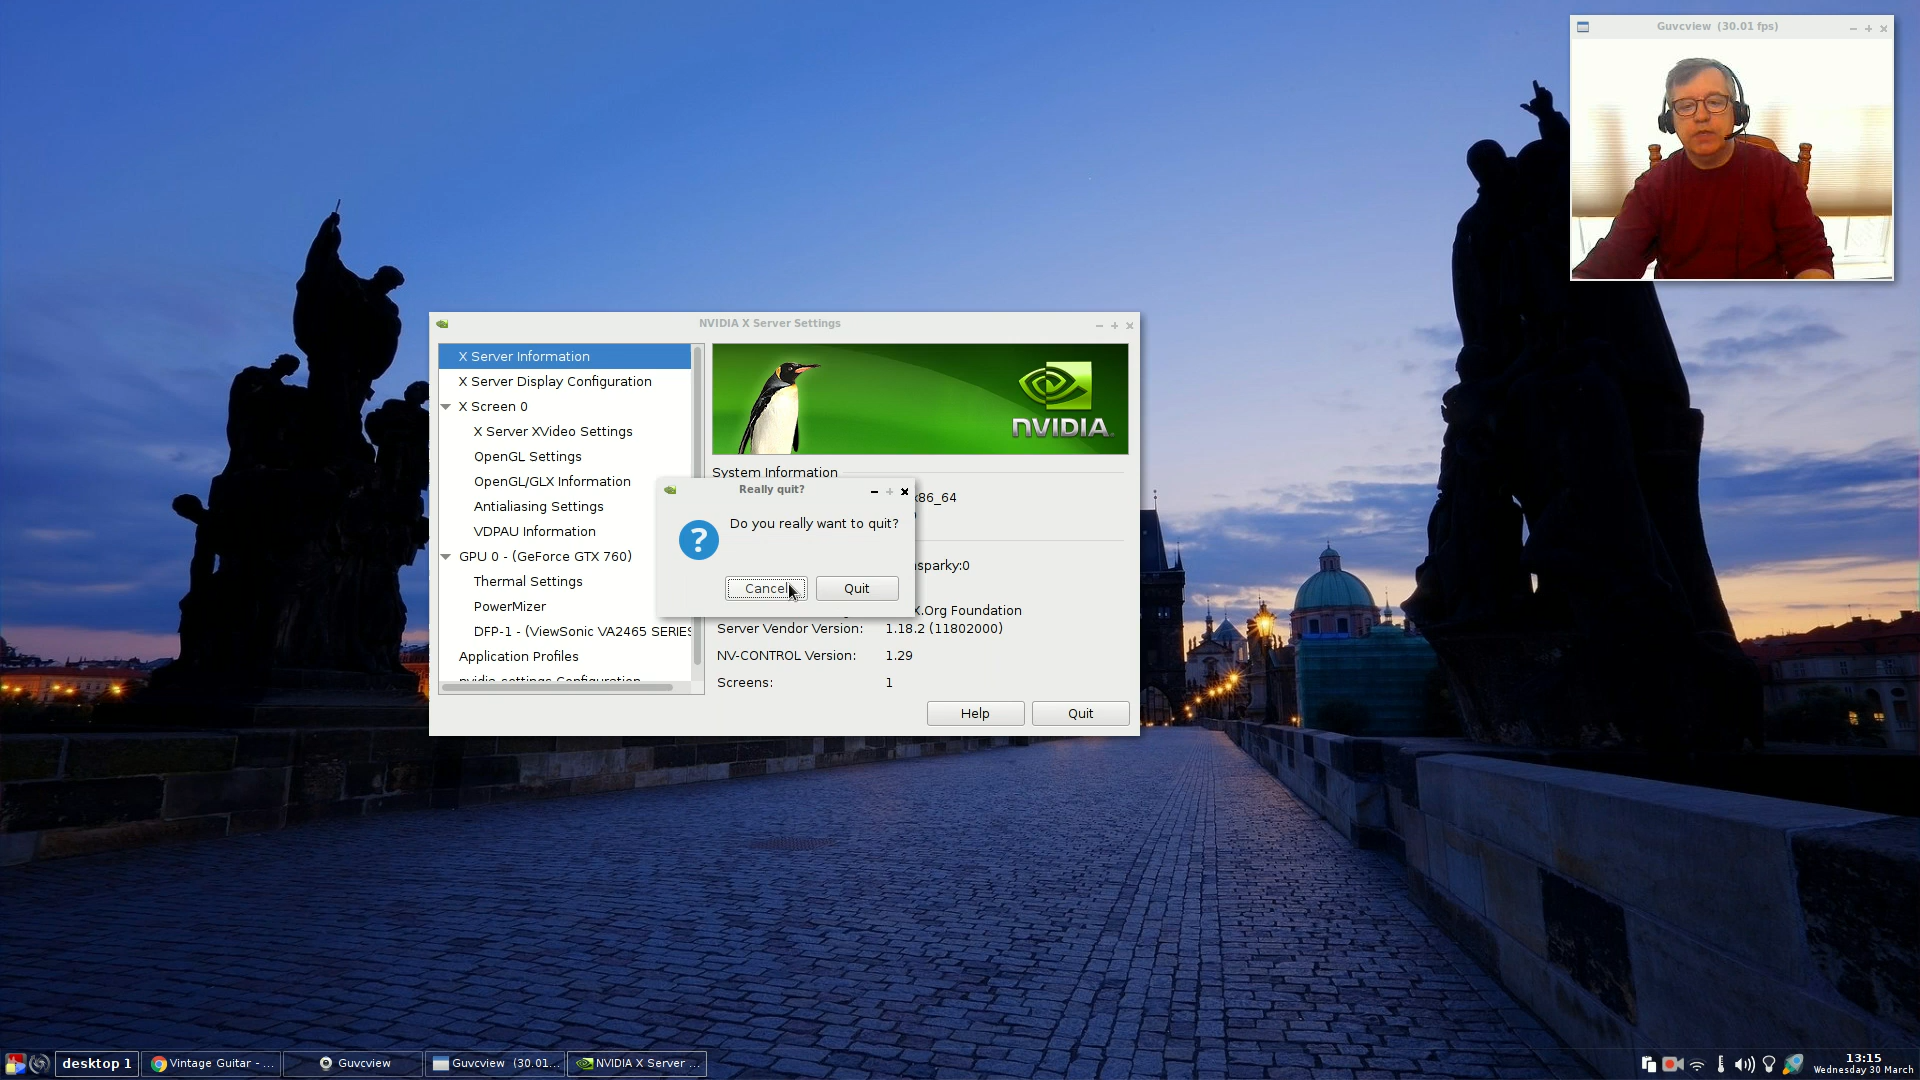 Guvcview (30.01 fps)
NVIDIA X Server Settings
X Server Information
X Server Display Configuration
X Screen 0
X Server XVideo Settings
OpenGL Settings
OpenGL/GLX Information
Antialiasing Settings
VDPAU Information
GPU 0 - (GeForce GTX 760)
Thermal Settings
PowerMizer
DFP-1 - (ViewSonic VA2465 SERIES
Application Profiles
nvidia-settings Configuration
NVIDIA
System Information
x86_64
Really quit?
Do you really want to quit?
?
Cancel
Quit
sparky:0
X.Org Foundation
Server Vendor Version: 1.18.2 (11802000)
NV-CONTROL Version: 1.29
Screens: 1
Help
Quit
desktop 1
Vintage Guitar - ...
Guvcview
Guvcview (30.01...
NVIDIA X Server ...
13:15
Wednesday 30 March